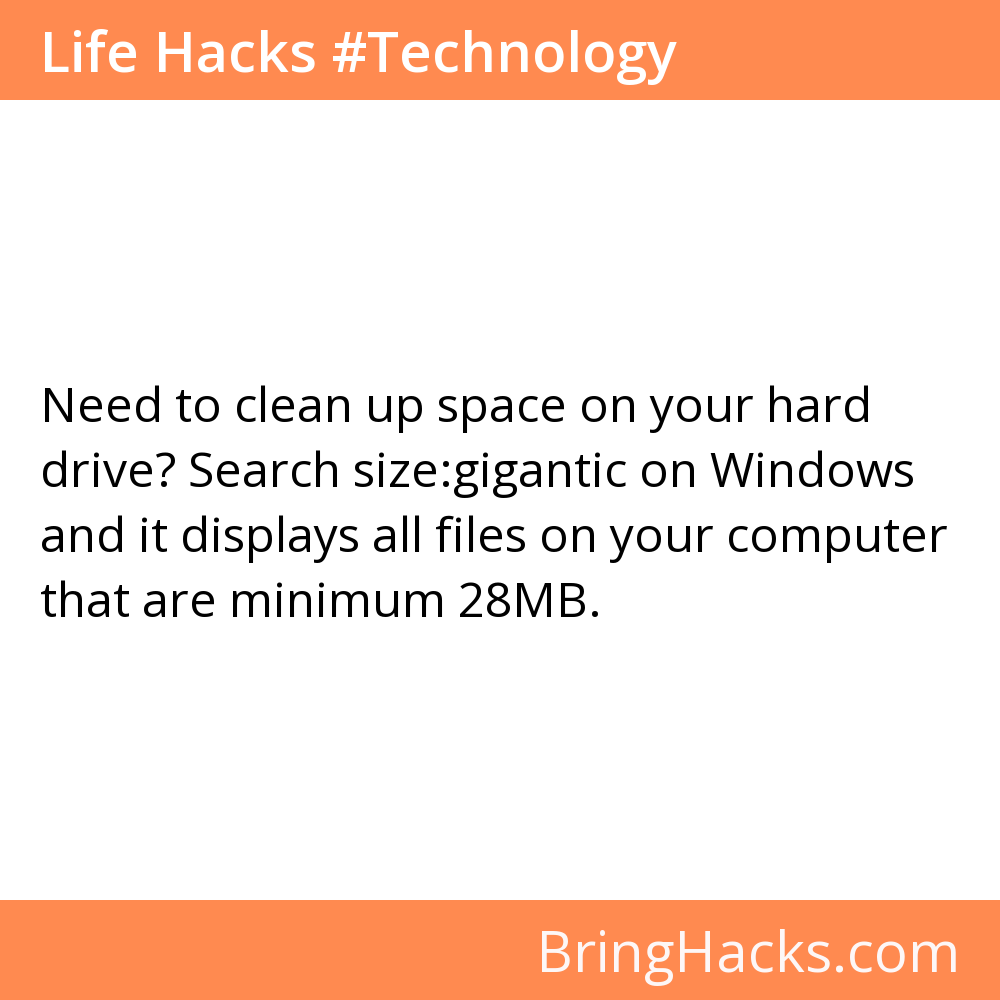 Life Hacks #Technology
Need to clean up space on your hard
drive? Search size:gigantic on Windows
and it displays all files on your computer
that are minimum 28MB.
BringHacks.com